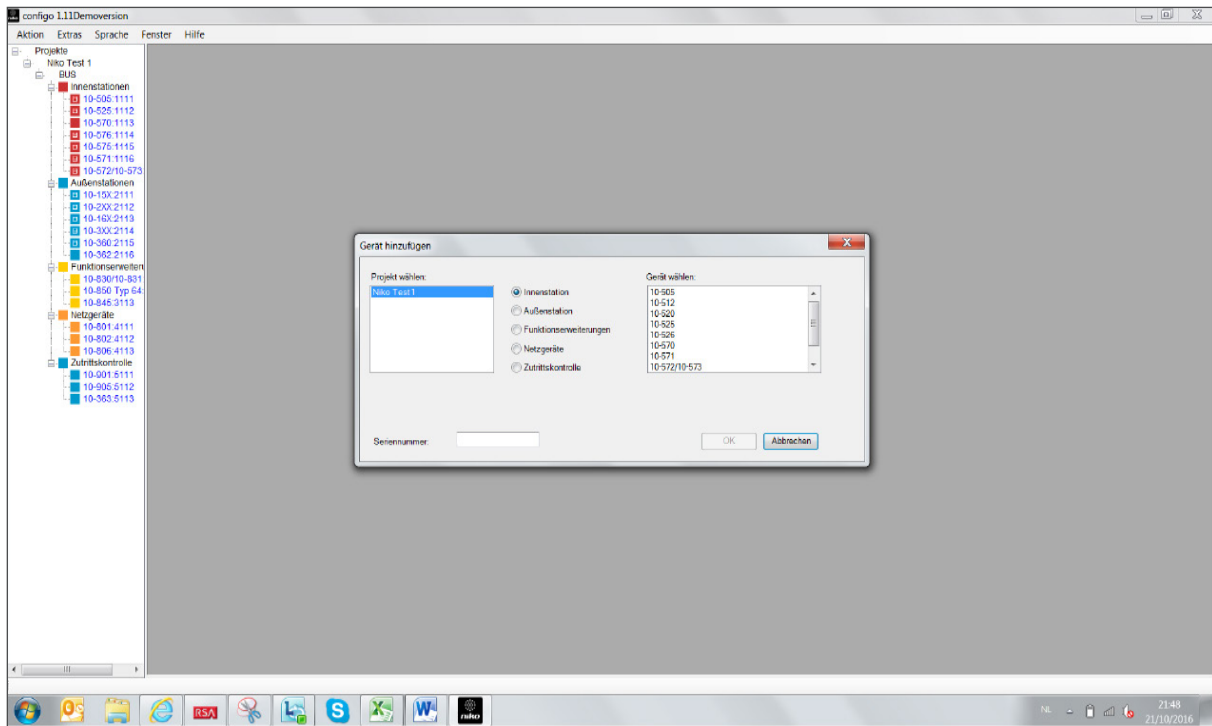 configo 1.11Demoversion
Aktion Extras Sprache Fenster Hilfe
Projekte
Niko Test 1
BUS
Innenstationen
10-505:1111
10-525:1112
10-570:1113
10-576:1114
10-575:1115
10-571:1116
10-572/10-573
Außenstationen
10-15X:2111
10-2XX:2112
10-16X:2113
10-3XX:2114
10-360:2115
10-362:2116
Funktionserweiteru
10-830/10-831
10-850 Typ 64:
10-845:3113
Netzgeräte
10-801:4111
10-802:4112
10-806:4113
Zutrittskontrolle
10-901:5111
10-905:5112
10-363:5113
Gerät hinzufügen
Projekt wählen:
Niko Test1
Innenstation
Außenstation
Funktionserweiterungen
Netzgeräte
Zutrittskontrolle
Gerät wählen:
10-505
10-512
10-520
10-525
10-526
10-570
10-571
10-572/10-573
Seriennummer:
OK
Abbrechen
RSA
niko
NL
21:48
21/10/2016